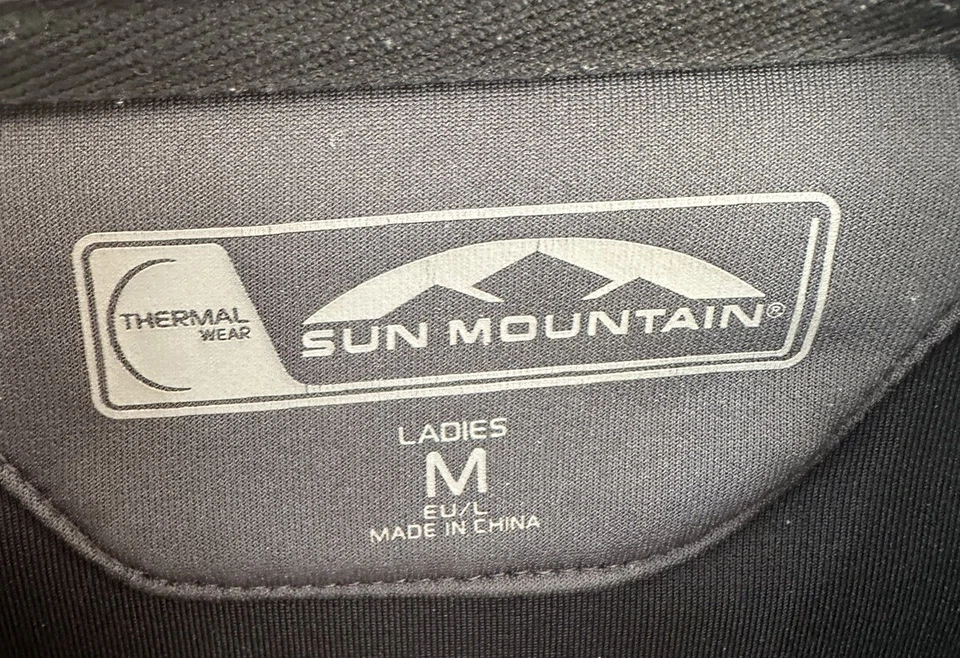 THERMAL
WEAR
SUN MOUNTAIN®
LADIES
M
EU/L
MADE IN CHINA